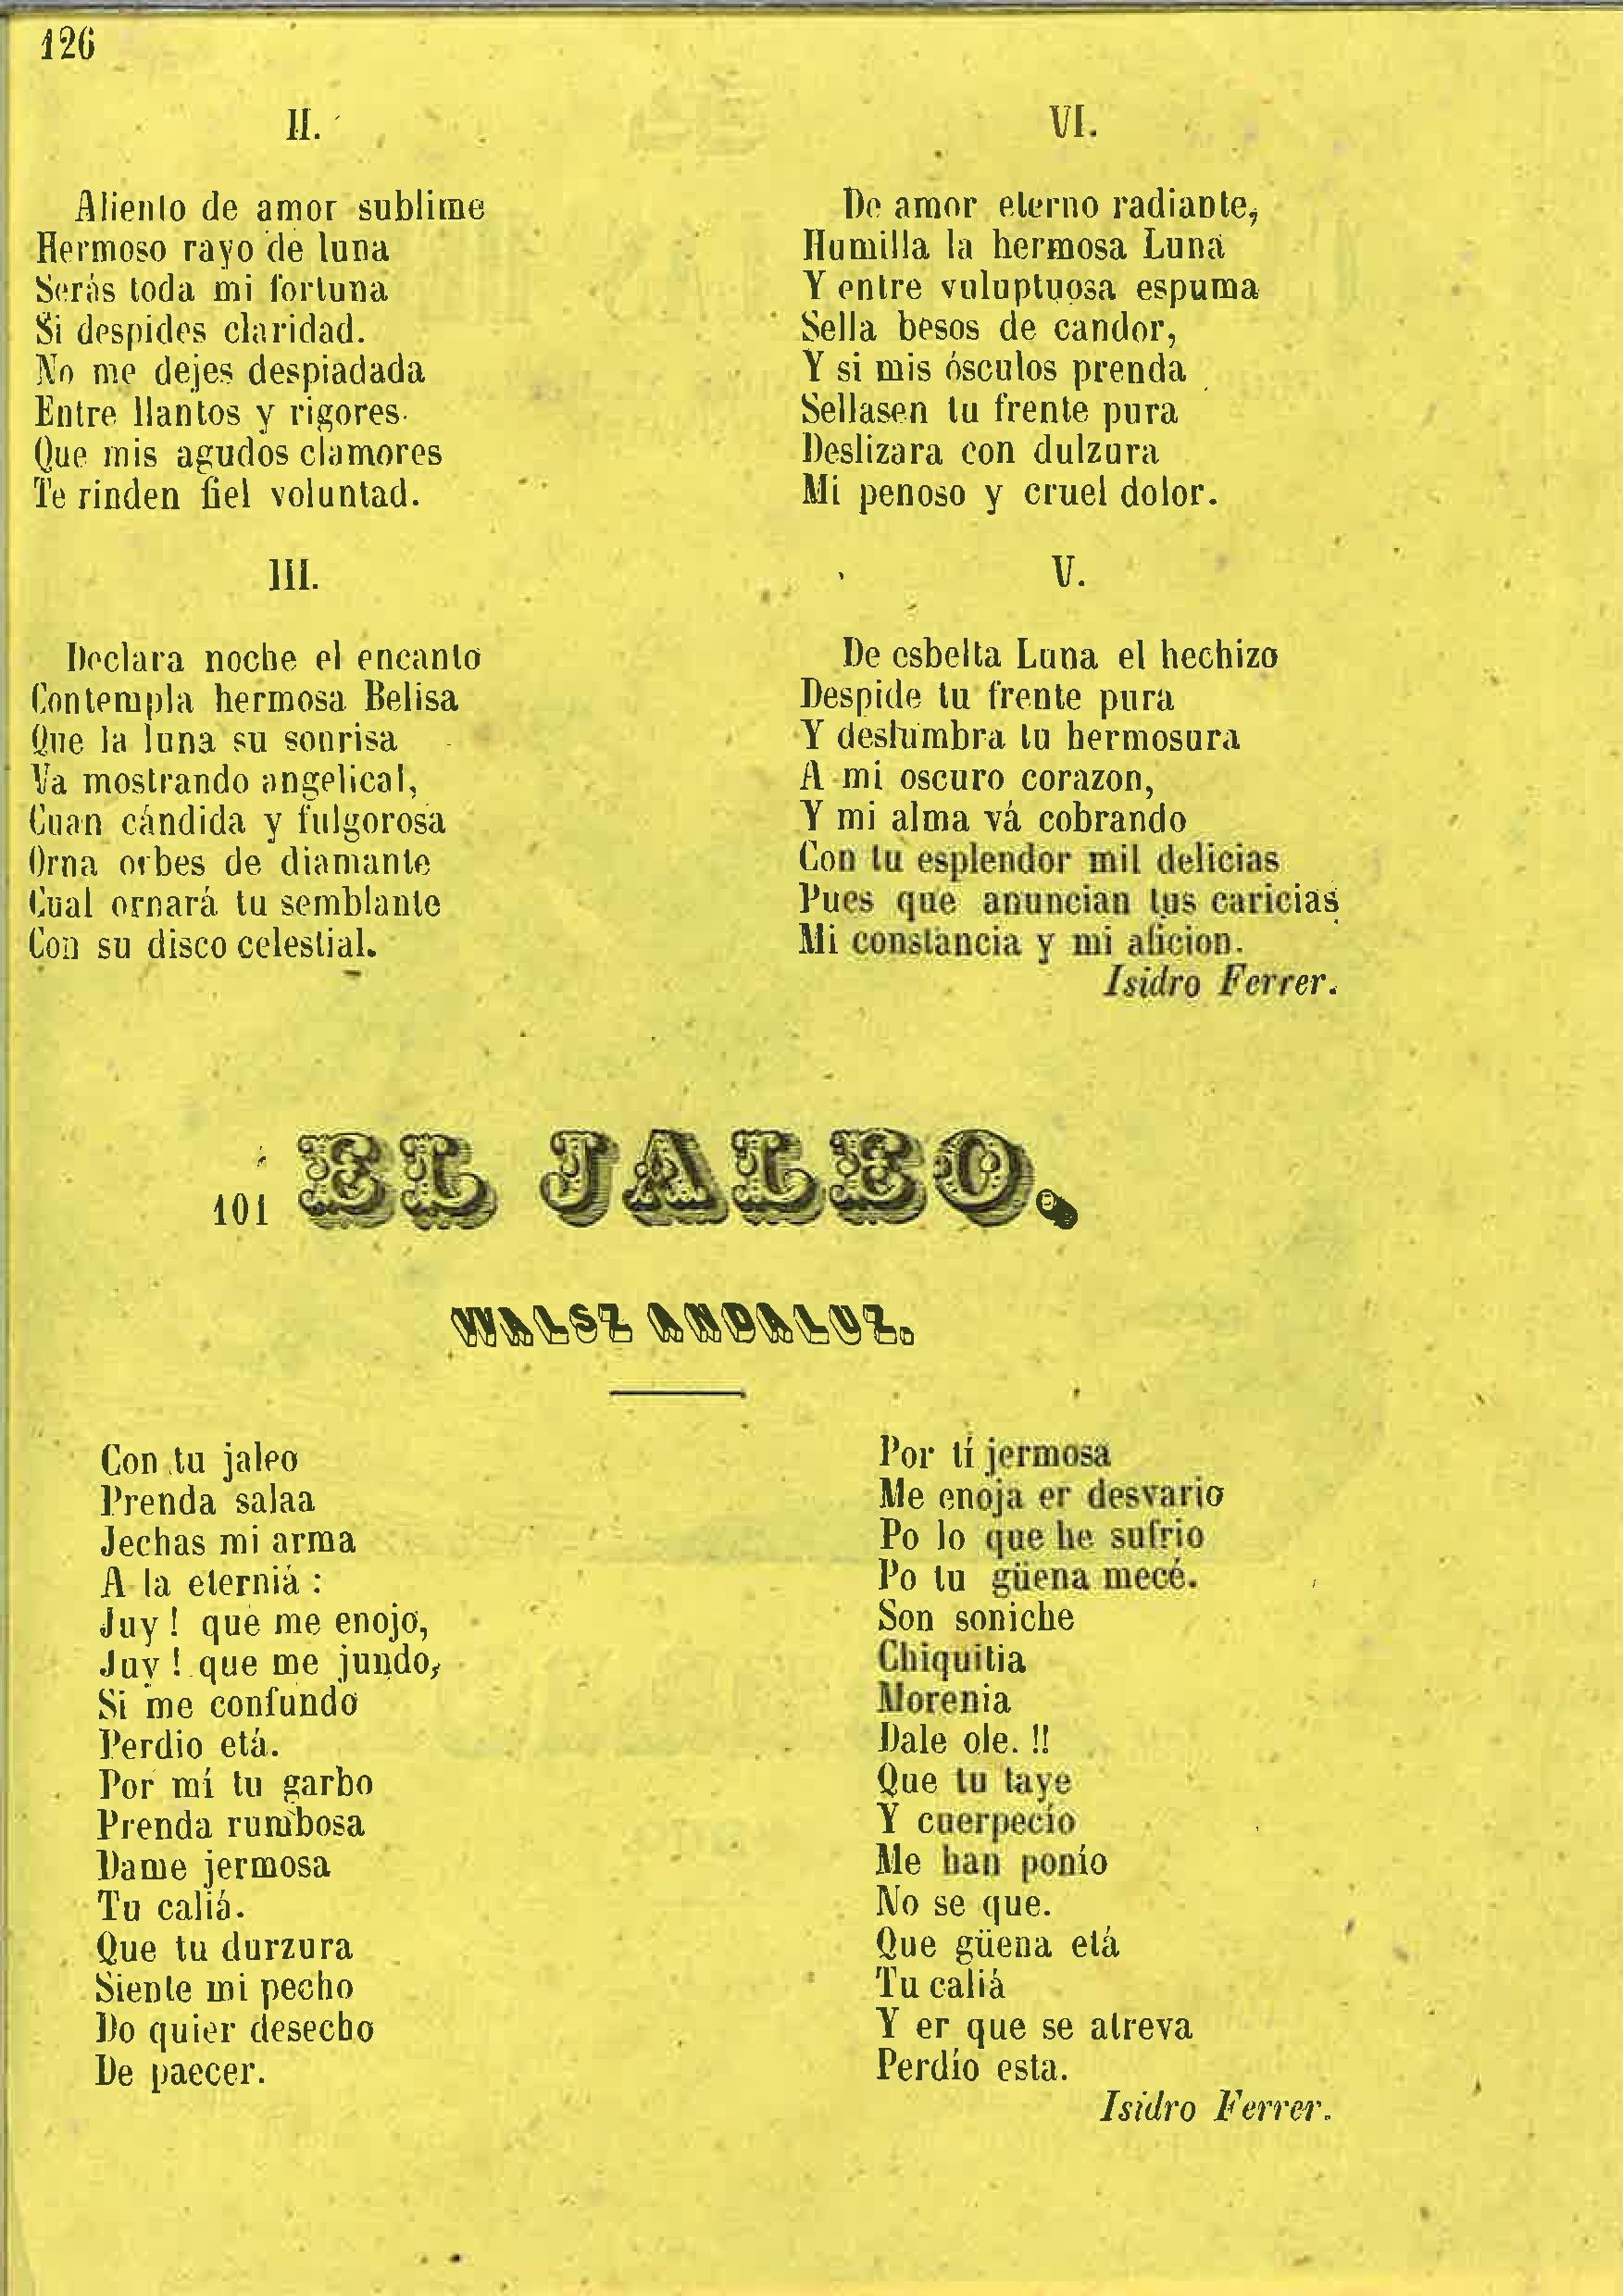 126
II.
Aliento de amor sublime
Hermoso rayo de luna
Serás toda mi fortuna
Si despides claridad.
No me dejes despiadada
Entre llantos y rigores.
Que mis agudos clamores
Te rinden fiel voluntad.
III.
Declara noche el encanto
Contempla hermosa Belisa
Que la luna su sonrisa
Va mostrando angelical,
Cuan cándida y fulgorosa
Orna orbes de diamante
Cual ornará tu semblante
Con su disco celestial.
VI.
De amor eterno radiante,
Humilla la hermosa Luna
Y entre voluptuosa espuma
Sella besos de candor,
Y si mis ósculos prenda
Sellasen tu frente pura
Deslizara con dulzura
Mi penoso y cruel dolor.
V.
De esbelta Luna el hechizo
Despide tu frente pura
Y deslumbra tu hermosura
A mi oscuro corazon,
Y mi alma vá cobrando
Con tu esplendor mil delicias
Pues que anuncian tus caricias
Mi constancia y mi aficion.
Isidro Ferrer.
101 EL JALEO.
WALSZ ANDALUZ.
Con tu jaleo
Prenda salaa
Jechas mi arma
A la eterniá :
Juy ! que me enojo,
Juy ! que me jundo,
Si me confundo
Perdio etá.
Por mí tu garbo
Prenda rumbosa
Dame jermosa
Tu caliá.
Que tu durzura
Siente mi pecho
Do quier desecho
De paecer.
Por tí jermosa
Me enoja er desvario
Po lo que he sufrio
Po tu güena mecé.
Son soniche
Chiquitia
Morenia
Dale ole. !!
Que tu taye
Y cuerpecío
Me han ponío
No se que.
Que güena etá
Tu caliá
Y er que se atreva
Perdío esta.
Isidro Ferrer.